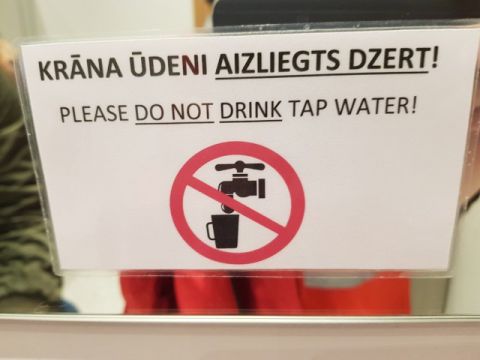 KRĀNA ŪDENI AIZLIEGTS DZERT!
PLEASE DO NOT DRINK TAP WATER!